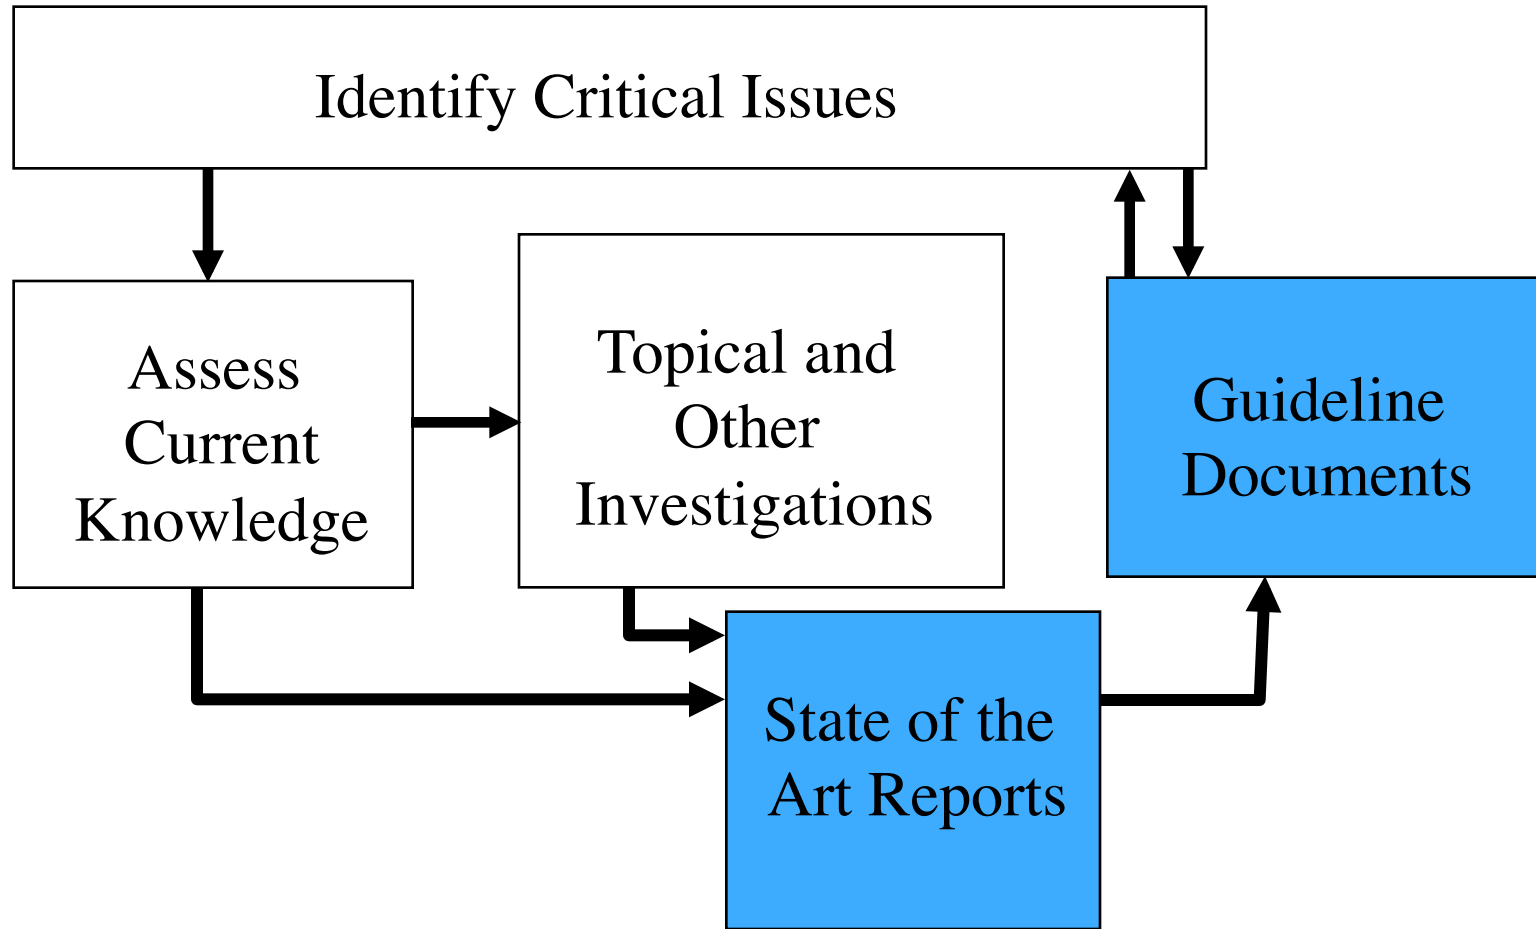 Identify Critical Issues
Assess
Current
Knowledge
Topical and
Other
Investigations
Guideline
Documents
State of the
Art Reports